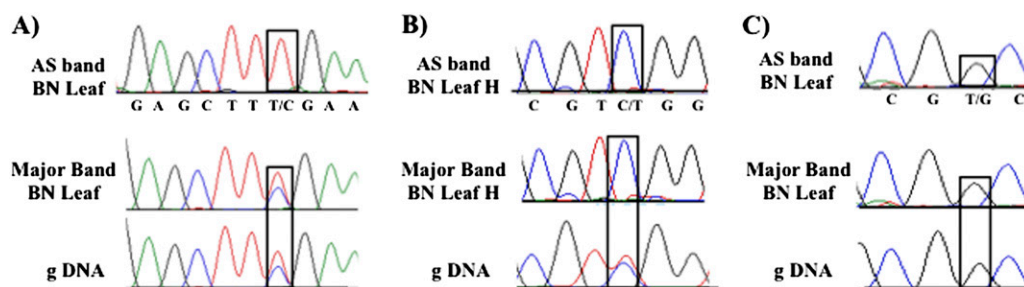 A)
AS band
BN Leaf
G A G C T T T/C G A A
Major Band
BN Leaf
g DNA
B)
AS band
BN Leaf H
C G T C/T G G
Major Band
BN Leaf H
g DNA
C)
AS band
BN Leaf
C G T/G C
Major Band
BN Leaf
g DNA